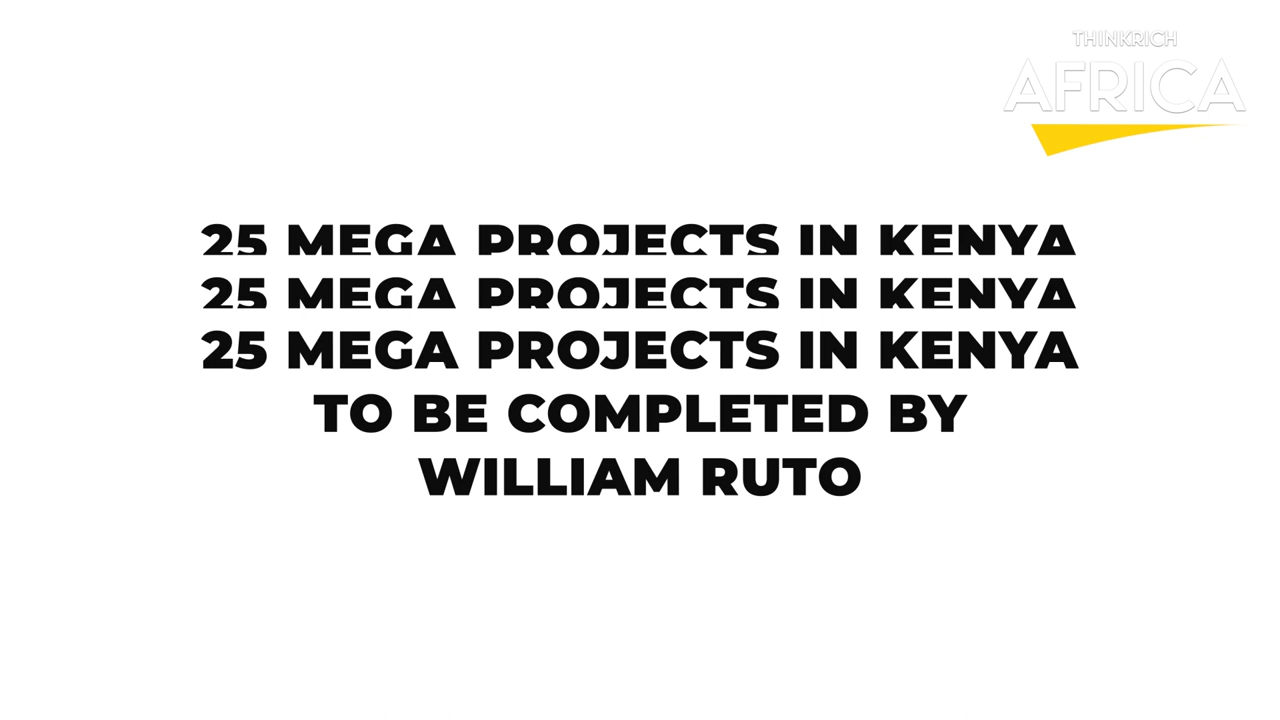 THINKRICH
AFRICA
25 MEGA PROJECTS IN KENYA
25 MEGA PROJECTS IN KENYA
25 MEGA PROJECTS IN KENYA
TO BE COMPLETED BY
WILLIAM RUTO